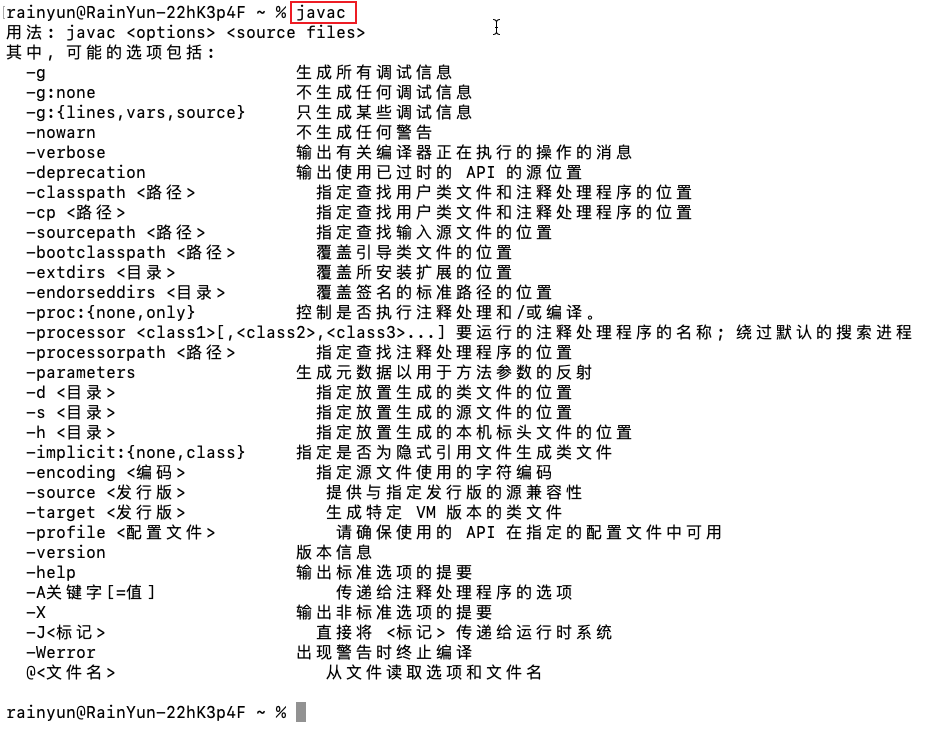 rainyun@RainYun-22hK3p4F ~ % javac
用法: javac <options> <source files>
其中, 可能的选项包括:
-g 生成所有调试信息
-g:none 不生成任何调试信息
-g:{lines,vars,source} 只生成某些调试信息
-nowarn 不生成任何警告
-verbose 输出有关编译器正在执行的操作的消息
-deprecation 输出使用已过时的 API 的源位置
-classpath <路径> 指定查找用户类文件和注释处理程序的位置
-cp <路径> 指定查找用户类文件和注释处理程序的位置
-sourcepath <路径> 指定查找输入源文件的位置
-bootclasspath <路径> 覆盖引导类文件的位置
-extdirs <目录> 覆盖所安装扩展的位置
-endorseddirs <目录> 覆盖签名的标准路径的位置
-proc:{none,only} 控制是否执行注释处理和/或编译。
-processor <class1>[,<class2>,<class3>...] 要运行的注释处理程序的名称; 绕过默认的搜索进程
-processorpath <路径> 指定查找注释处理程序的位置
-parameters 生成元数据以用于方法参数的反射
-d <目录> 指定放置生成的类文件的位置
-s <目录> 指定放置生成的源文件的位置
-h <目录> 指定放置生成的本机标头文件的位置
-implicit:{none,class} 指定是否为隐式引用文件生成类文件
-encoding <编码> 指定源文件使用的字符编码
-source <发行版> 提供与指定发行版的源兼容性
-target <发行版> 生成特定 VM 版本的类文件
-profile <配置文件> 请确保使用的 API 在指定的配置文件中可用
-version 版本信息
-help 输出标准选项的提要
-A关键字[=值] 传递给注释处理程序的选项
-X 输出非标准选项的提要
-J<标记> 直接将 <标记> 传递给运行时系统
-Werror 出现警告时终止编译
@<文件名> 从文件读取选项和文件名
rainyun@RainYun-22hK3p4F ~ %